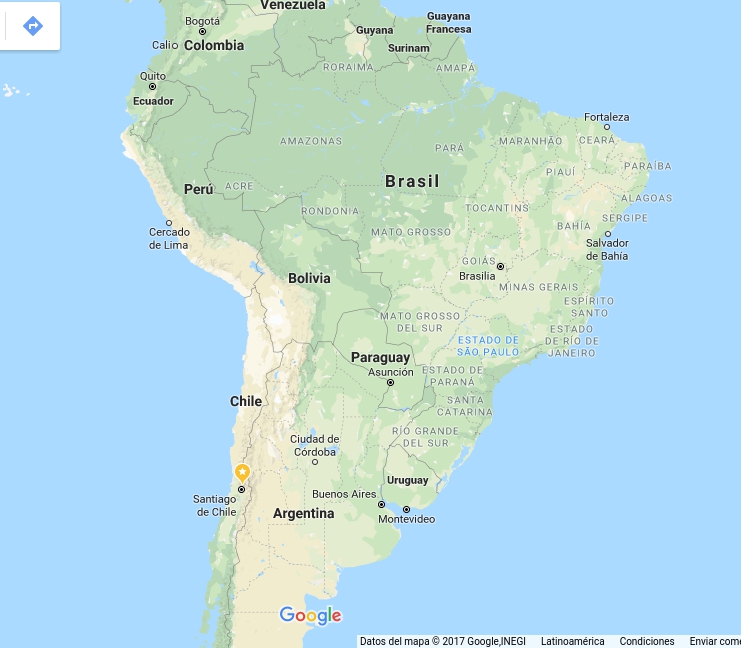 Venezuela
Bogotá
Guayana
Francesa
Guyana
Calio
Colombia
Surinam
RORAIMA
AMAPÁ
Quito
Ecuador
Fortaleza
AMAZONAS
PARÁ
MARANHÃO
CEARÁ
PARAÍBA
PIAUÍ
Brasil
Perú
ACRE
ALAGOAS
RONDONIA
TOCANTINS
SERGIPE
BAHÍA
Cercado
de Lima
MATO GROSSO
Salvador
de Bahía
GOIÁS
Brasilia
Bolivia
MINAS GERAIS
ESPÍRITO
SANTO
MATO GROSSO
DEL SUR
ESTADO
DE RÍO DE
JANEIRO
ESTADO DE
SÃO PAULO
Paraguay
Asunción
ESTADO DE
PARANÁ
Chile
SANTA
CATARINA
RÍO GRANDE
DEL SUR
Ciudad de
Córdoba
Uruguay
Santiago
de Chile
Buenos Aires
Argentina
Montevideo
Google
Datos del mapa © 2017 Google,INEGI Latinoamérica Condiciones Enviar come